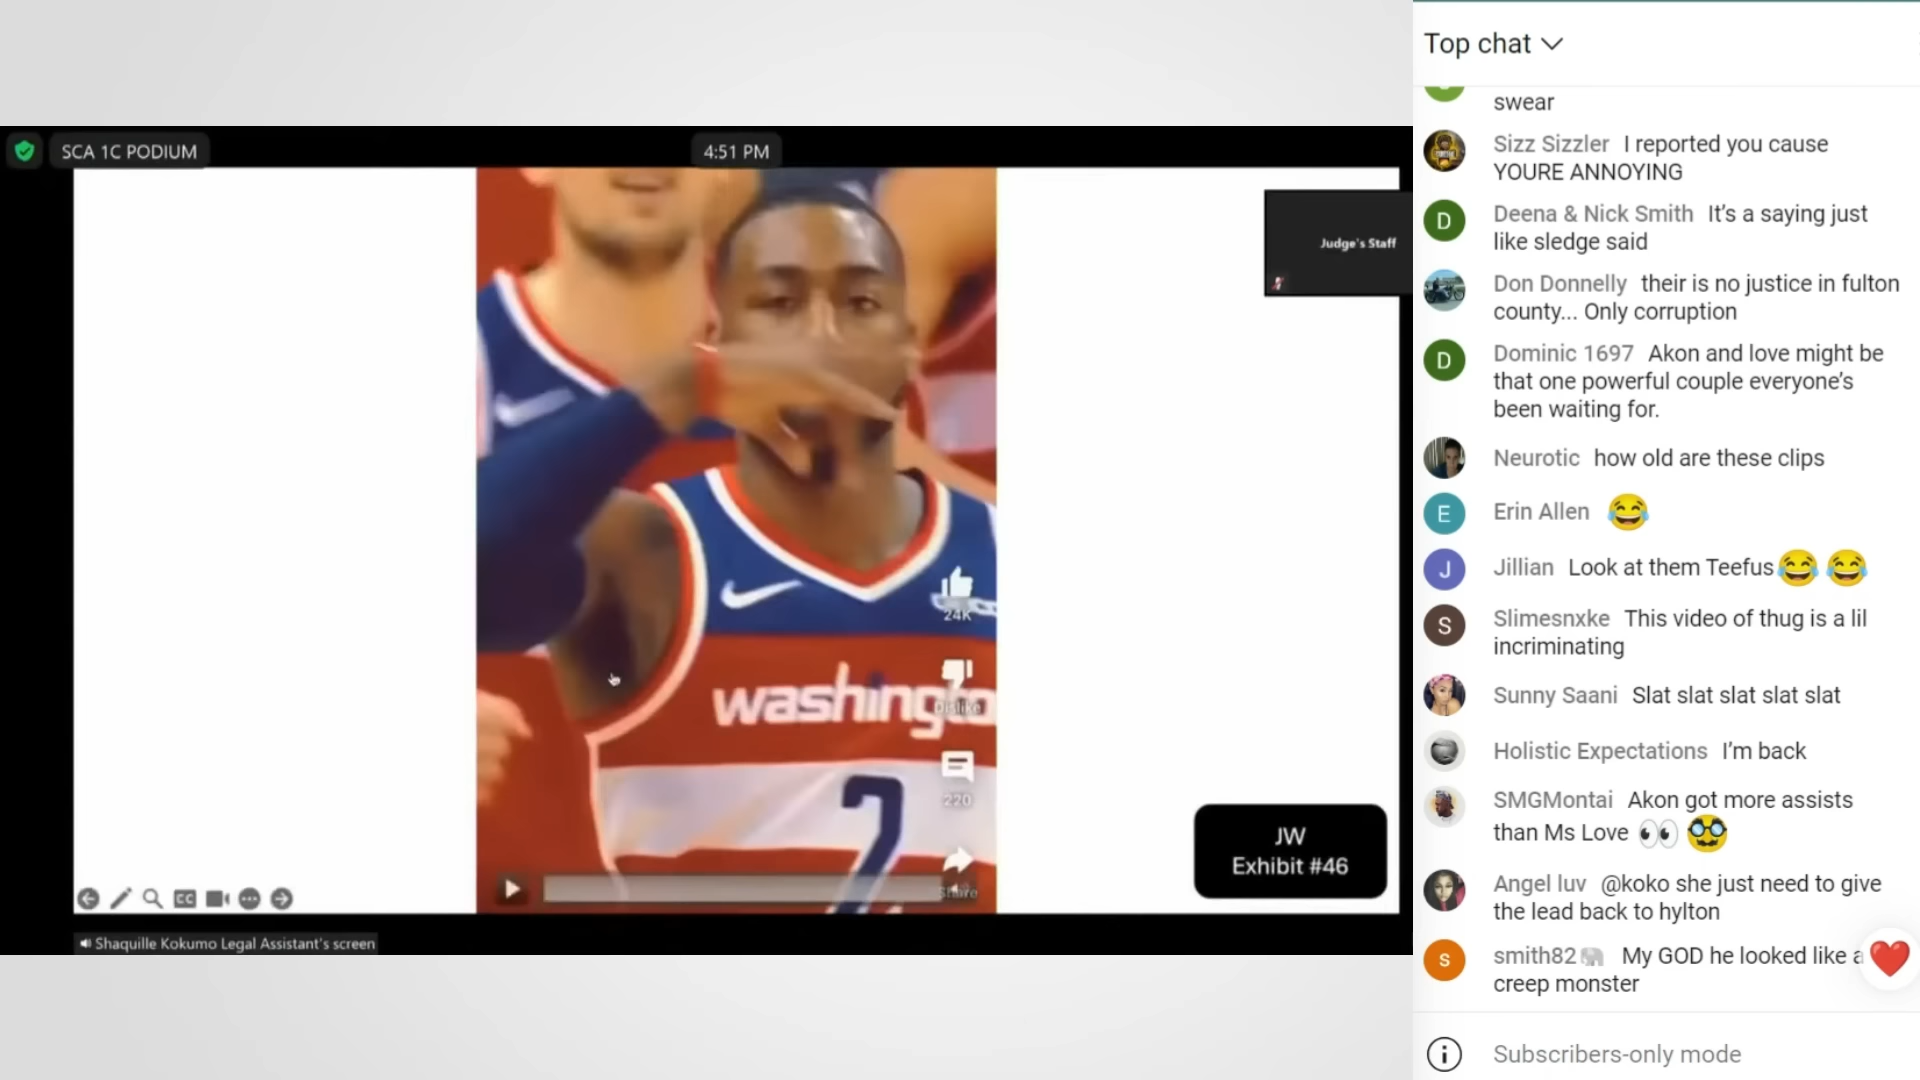 SCA 1C PODIUM
4:51 PM
Judge's Staff
24K
Dislike
washingto
220
2
Share
JW
Exhibit #46
CC
Shaquille Kokumo Legal Assistant's screen
Top chat
swear
Sizz Sizzler I reported you cause
YOURE ANNOYING
D
Deena & Nick Smith It's a saying just
like sledge said
Don Donnelly their is no justice in fulton
county... Only corruption
D
Dominic 1697 Akon and love might be
that one powerful couple everyone's
been waiting for.
Neurotic how old are these clips
E
Erin Allen 😂
J
Jillian Look at them Teefus😂 😂
S
Slimesnxke This video of thug is a lil
incriminating
Sunny Saani Slat slat slat slat slat
Holistic Expectations I'm back
SMGMontai Akon got more assists
than Ms Love 👀 🥸
Angel luv @koko she just need to give
the lead back to hylton
s
smith82🐘 My GOD he looked like a
creep monster
Subscribers-only mode